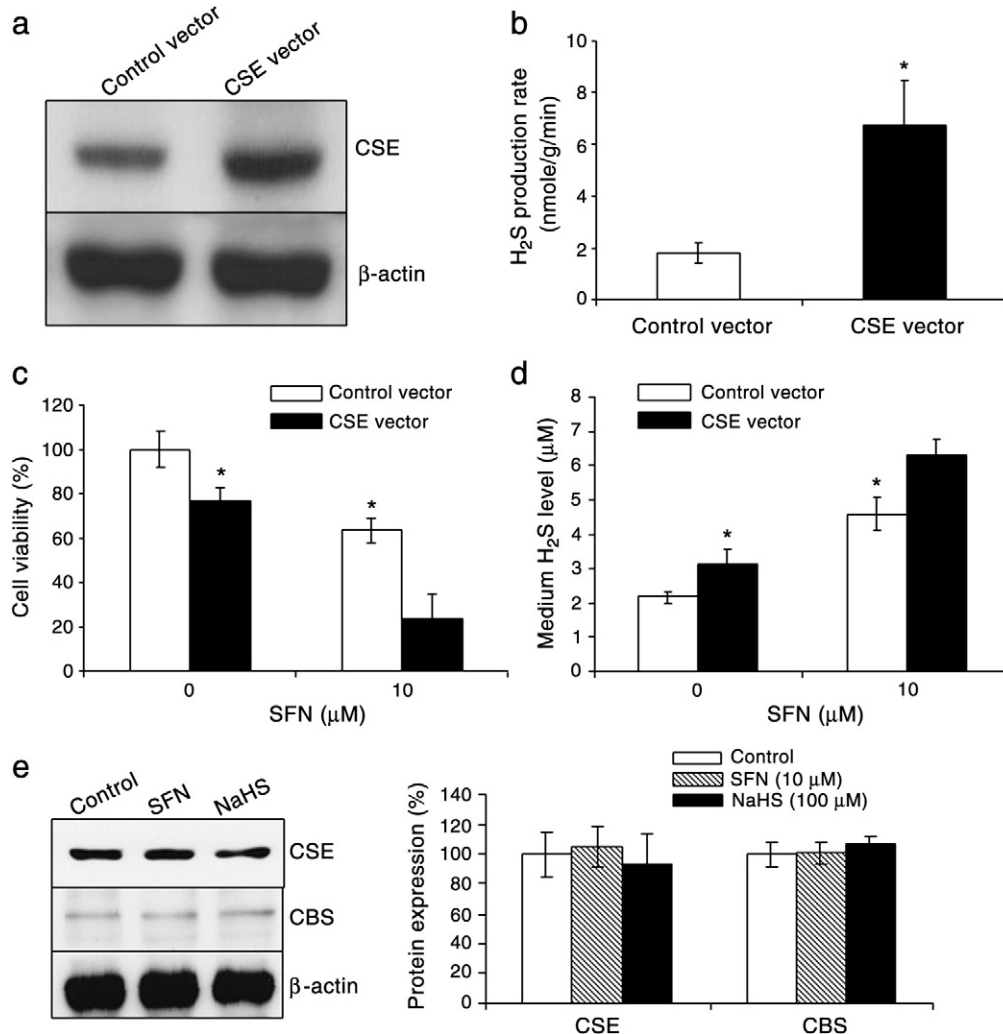 a
Control vector
CSE vector
CSE
β-actin
b
H₂S production rate
(nmole/g/min)
10
8
6
4
2
0
*
Control vector
CSE vector
c
Control vector
CSE vector
Cell viability (%)
120
100
80
60
40
20
0
*
*
0
10
SFN (μM)
d
Control vector
CSE vector
Medium H₂S level (μM)
8
7
6
5
4
3
2
1
0
*
*
0
10
SFN (μM)
e
Control
SFN
NaHS
CSE
CBS
β-actin
Control
SFN (10 μM)
NaHS (100 μM)
Protein expression (%)
140
120
100
80
60
40
20
0
CSE
CBS